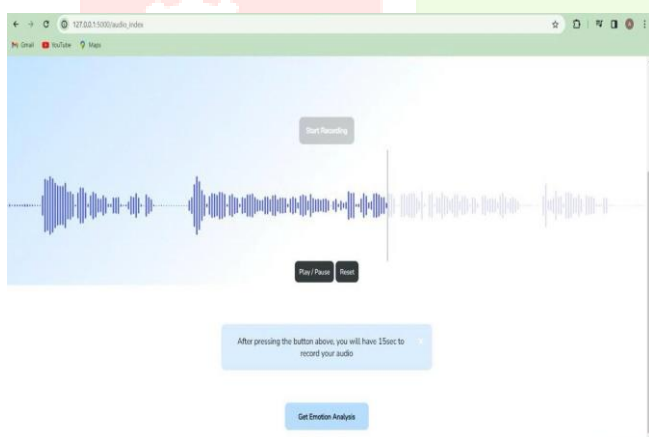 127.0.0.1:5000/audio_index
Gmail YouTube Maps
Start Recording
Play / Pause Reset
After pressing the button above, you will have 15sec to
record your audio
Get Emotion Analysis